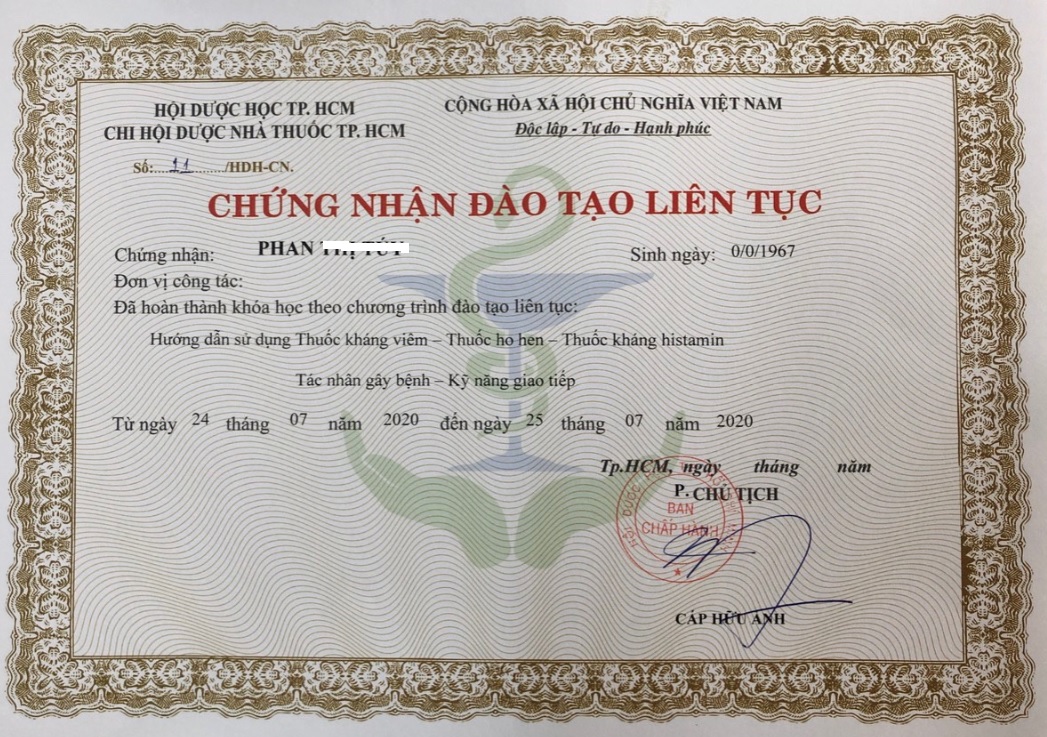 HỘI DƯỢC HỌC TP. HCM
CHI HỘI DƯỢC NHÀ THUỐC TP. HCM
CỘNG HÒA XÃ HỘI CHỦ NGHĨA VIỆT NAM
Độc lập - Tự do - Hạnh phúc
Số:....11......../HDH-CN.
CHỨNG NHẬN ĐÀO TẠO LIÊN TỤC
Chứng nhận: PHAN Sinh ngày: 0/0/1967
Đơn vị công tác:
Đã hoàn thành khóa học theo chương trình đào tạo liên tục:
Hướng dẫn sử dụng Thuốc kháng viêm – Thuốc ho hen – Thuốc kháng histamin
Tác nhân gây bệnh – Kỹ năng giao tiếp
Từ ngày 24 tháng 07 năm 2020 đến ngày 25 tháng 07 năm 2020
Tp.HCM, ngày tháng năm
P. CHỦ TỊCH
BAN
CHẤP HÀNH
CÁP HỮU ANH